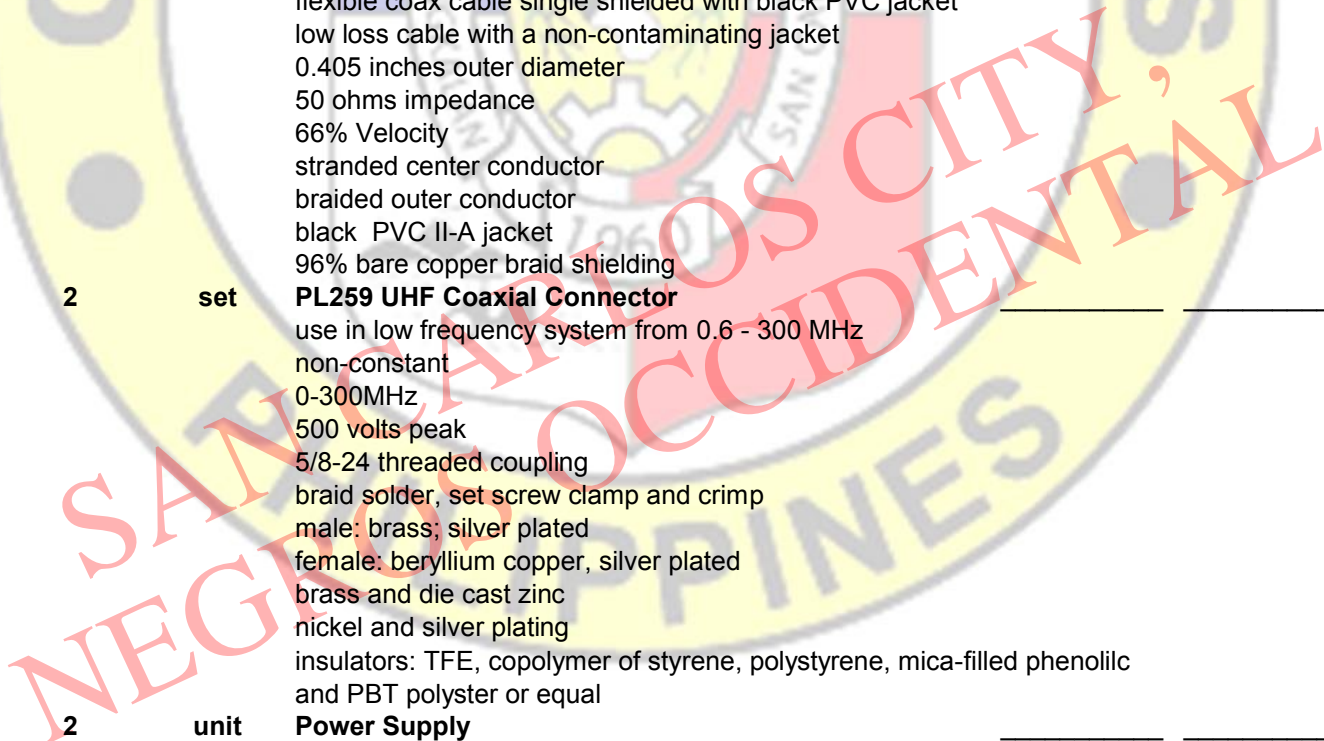 flexible coax cable single shielded with black PVC jacket
low loss cable with a non-contaminating jacket
0.405 inches outer diameter
50 ohms impedance
66% Velocity
stranded center conductor
braided outer conductor
black PVC II-A jacket
96% bare copper braid shielding
2 set PL259 UHF Coaxial Connector
use in low frequency system from 0.6 - 300 MHz
non-constant
0-300MHz
500 volts peak
5/8-24 threaded coupling
braid solder, set screw clamp and crimp
male: brass; silver plated
female: beryllium copper, silver plated
brass and die cast zinc
nickel and silver plating
insulators: TFE, copolymer of styrene, polystyrene, mica-filled phenolilc
and PBT polyster or equal
2 unit Power Supply
SAN CARLOS CITY,
NEGROS OCCIDENTAL
1960